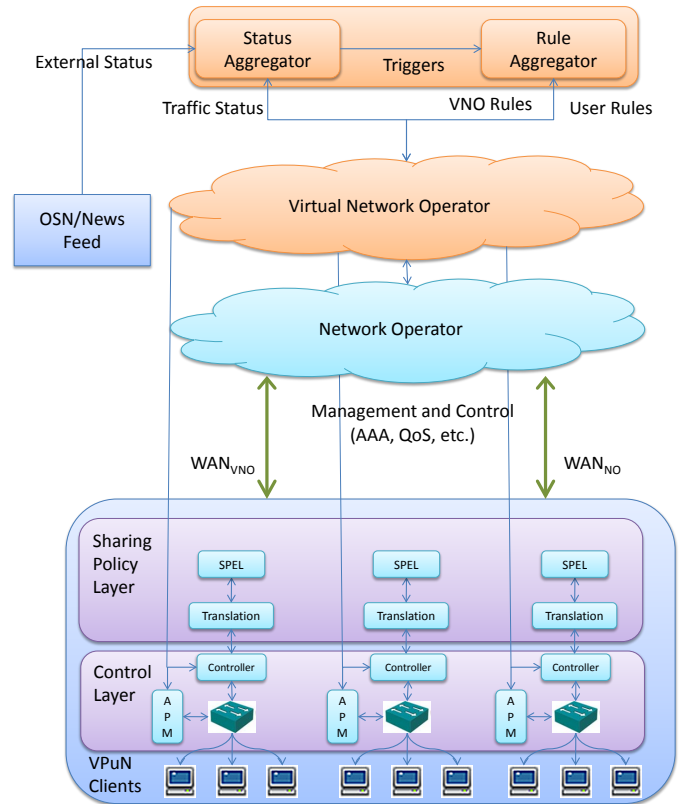 Status
Aggregator
Rule
Aggregator
Triggers
External Status
Traffic Status
VNO Rules
User Rules
OSN/News
Feed
Virtual Network Operator
Network Operator
Management and Control
(AAA, QoS, etc.)
WAN_VNO
WAN_NO
Sharing
Policy
Layer
SPEL
SPEL
SPEL
Translation
Translation
Translation
Control
Layer
Controller
Controller
Controller
A
P
M
A
P
M
A
P
M
VPuN
Clients